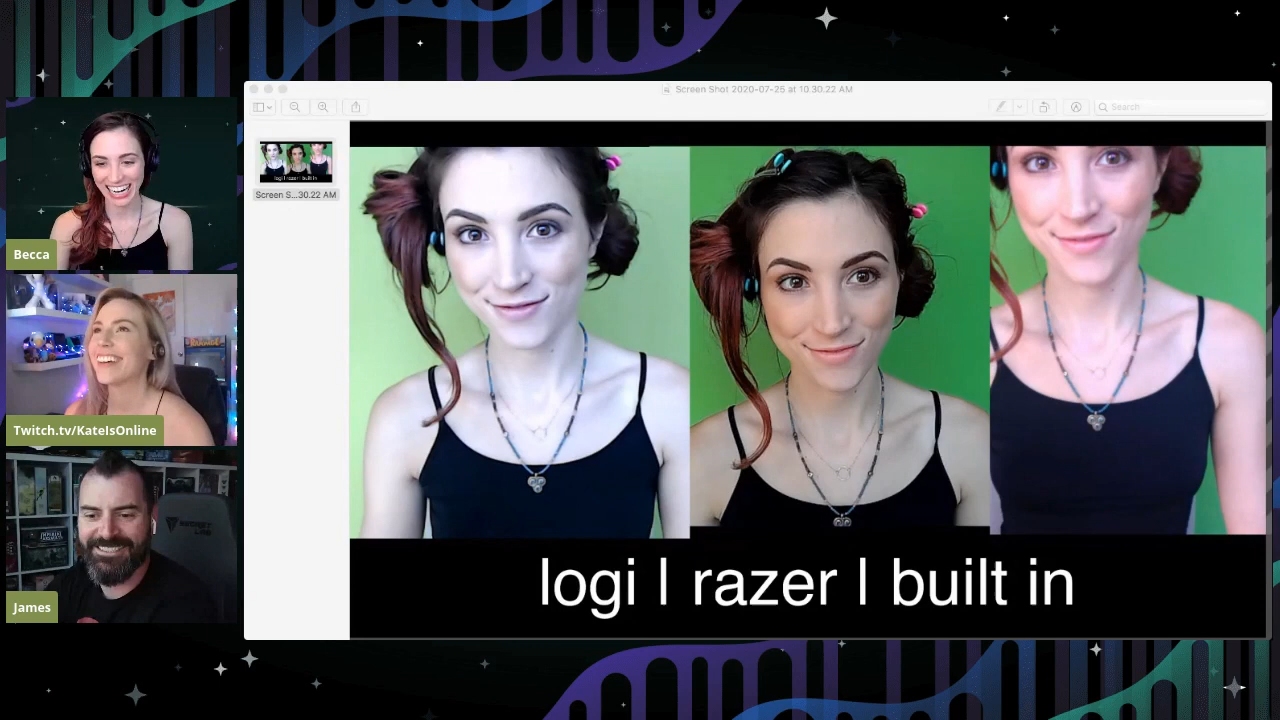 Screen Shot 2020-07-25 at 10.30.22 AM
Search
Screen S...30.22 AM
logi | razer | built in
Becca
Twitch.tv/KateIsOnline
James